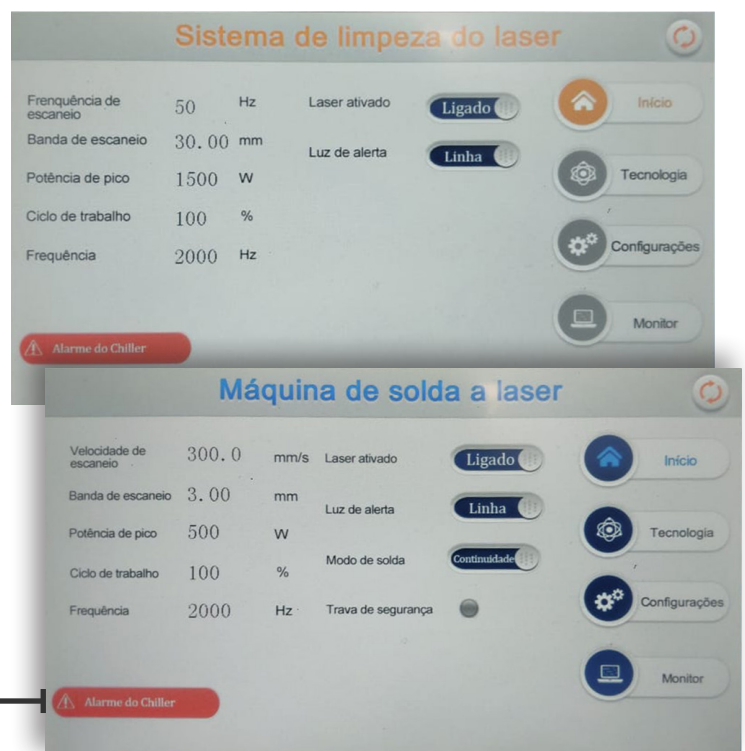 Sistema de limpeza do laser
Frenquência de
escaneio
50 Hz
Laser ativado
Ligado
Início
Banda de escaneio 30.00 mm
Luz de alerta
Linha
Potência de pico 1500 W
Tecnologia
Ciclo de trabalho 100 %
Frequência 2000 Hz
Configurações
Monitor
Alarme do Chiller
Máquina de solda a laser
Velocidade de
escaneio
300.0 mm/s
Laser ativado
Ligado
Início
Banda de escaneio 3.00 mm
Luz de alerta
Linha
Potência de pico 500 W
Tecnologia
Modo de solda
Continuidade
Ciclo de trabalho 100 %
Frequência 2000 Hz
Trava de segurança
Configurações
Monitor
Alarme do Chiller